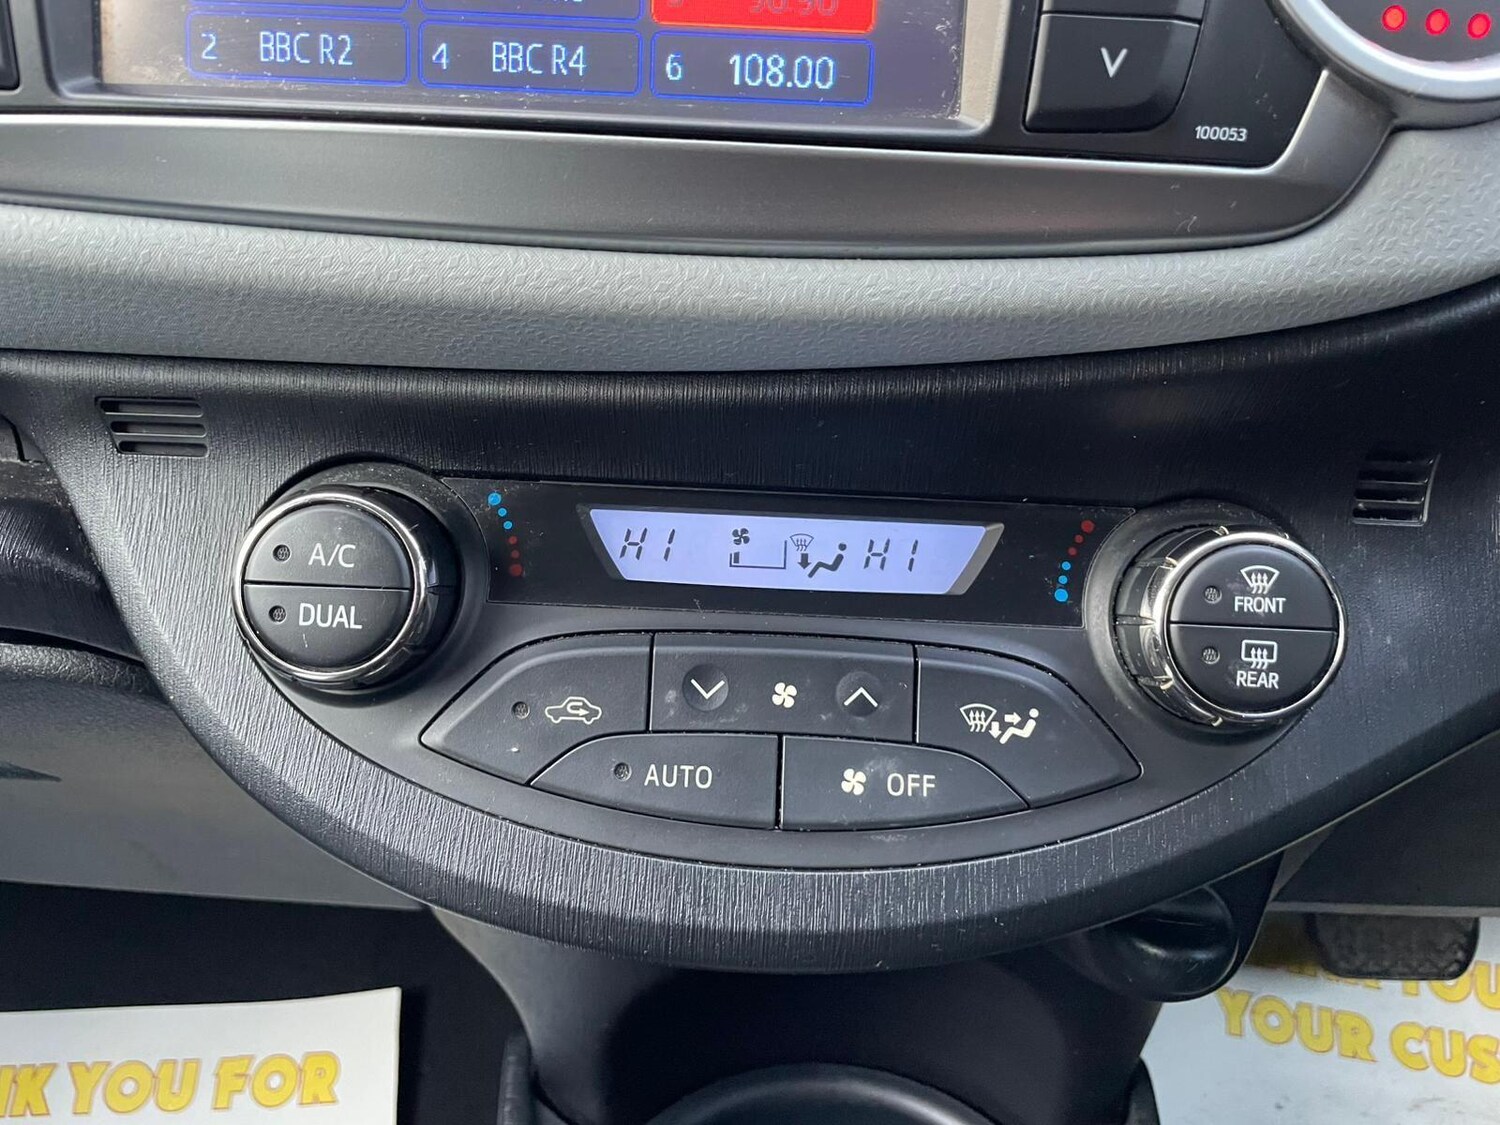 2 BBC R2
4 BBC R4
6 108.00
100053
A/C
DUAL
HI
HI
FRONT
REAR
AUTO
OFF
YOU FOR
YOUR